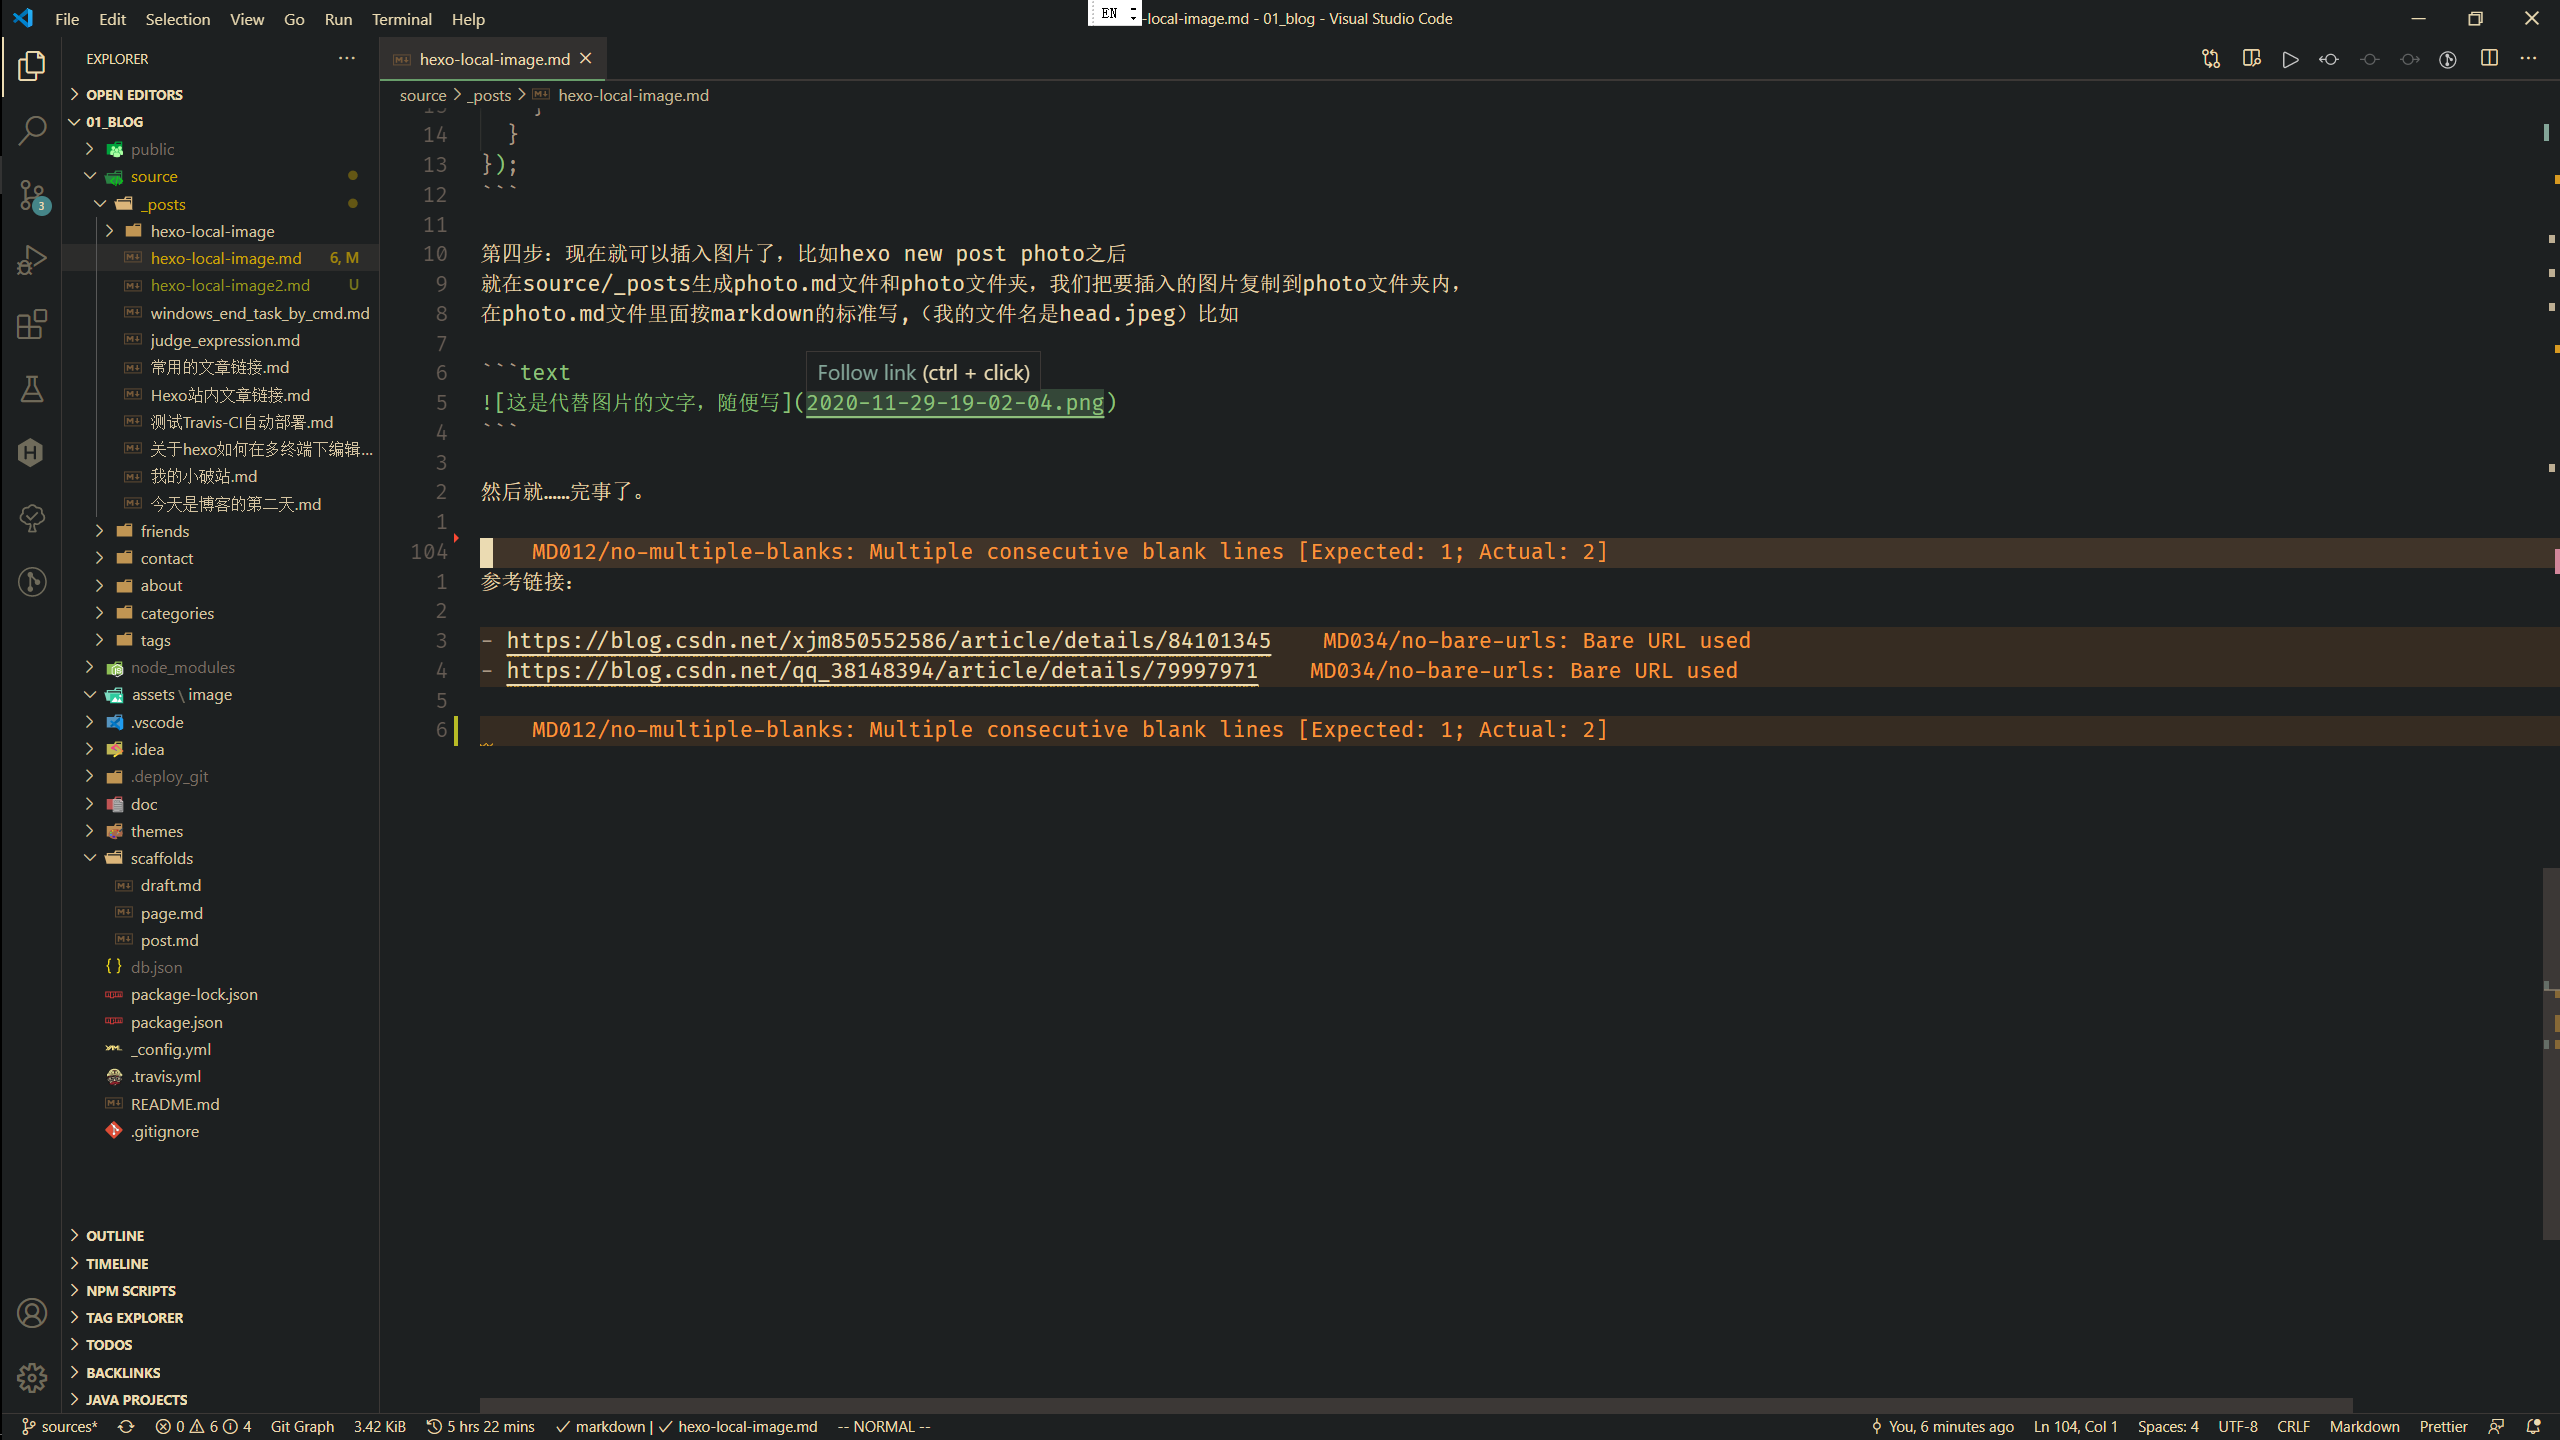 File Edit Selection View Go Run Terminal Help
EN
-local-image.md - 01_blog - Visual Studio Code
EXPLORER
OPEN EDITORS
01_BLOG
public
source
_posts
hexo-local-image
hexo-local-image.md 6, M
hexo-local-image2.md U
windows_end_task_by_cmd.md
judge_expression.md
常用的文章链接.md
Hexo站内文章链接.md
测试Travis-CI自动部署.md
关于hexo如何在多终端下编辑...
我的小破站.md
今天是博客的第二天.md
friends
contact
about
categories
tags
node_modules
assets\image
.vscode
.idea
.deploy_git
doc
themes
scaffolds
draft.md
page.md
post.md
db.json
package-lock.json
package.json
_config.yml
.travis.yml
README.md
.gitignore
OUTLINE
TIMELINE
NPM SCRIPTS
TAG EXPLORER
TODOS
BACKLINKS
JAVA PROJECTS
3
hexo-local-image.md
source > _posts > hexo-local-image.md
14 }
13 });
12 ```
11
10 第四步：现在就可以插入图片了，比如hexo new post photo之后
9 就在source/_posts生成photo.md文件和photo文件夹，我们把要插入的图片复制到photo文件夹内，
8 在photo.md文件里面按markdown的标准写，（我的文件名是head.jpeg）比如
7
6 ```text
Follow link (ctrl + click)
5 ![这是代替图片的文字，随便写](2020-11-29-19-02-04.png)
4 ```
3
2 然后就……完事了。
1
104 MD012/no-multiple-blanks: Multiple consecutive blank lines [Expected: 1; Actual: 2]
1 参考链接：
2
3 - https://blog.csdn.net/xjm850552586/article/details/84101345 MD034/no-bare-urls: Bare URL used
4 - https://blog.csdn.net/qq_38148394/article/details/79997971 MD034/no-bare-urls: Bare URL used
5
6 MD012/no-multiple-blanks: Multiple consecutive blank lines [Expected: 1; Actual: 2]
sources* 0 6 4 Git Graph 3.42 KiB 5 hrs 22 mins markdown | hexo-local-image.md -- NORMAL -- You, 6 minutes ago Ln 104, Col 1 Spaces: 4 UTF-8 CRLF Markdown Prettier